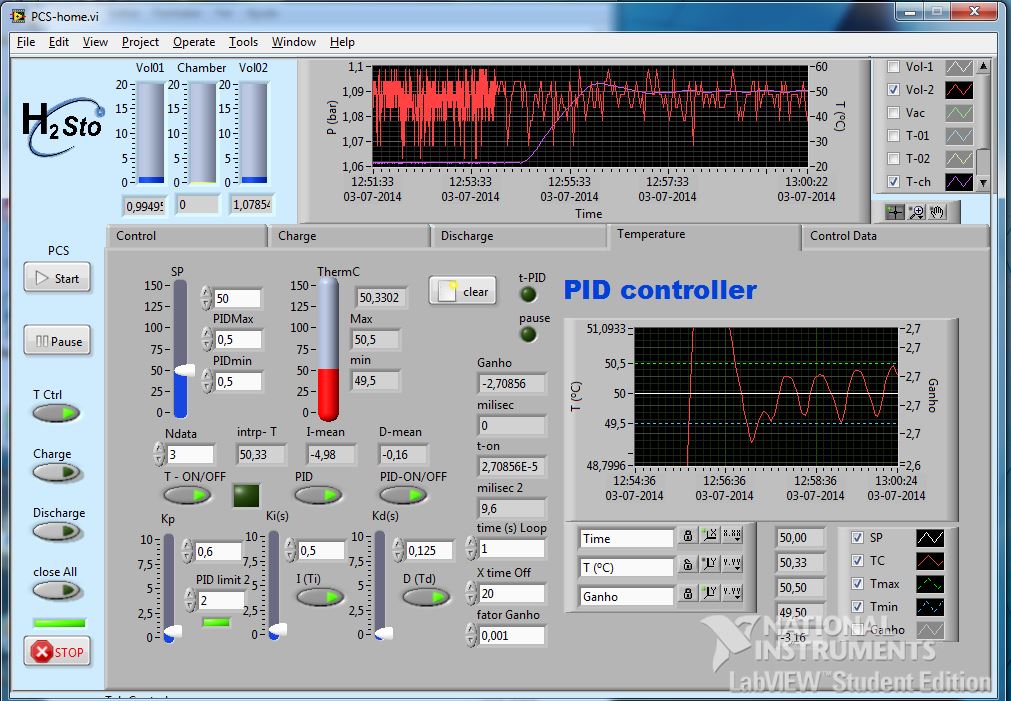 PCS-home.vi
File Edit View Project Operate Tools Window Help
H2Sto
Vol01 Chamber Vol02
20 20 20
15 15 15
10 10 10
5 5 5
0 0 0
0,99495 0 1,07854
P (bar)
1,1
1,09
1,08
1,07
1,06
60
50
40
30
20
T (ºC)
12:51:33 12:53:33 12:55:33 12:57:33 13:00:22
03-07-2014 03-07-2014 03-07-2014 03-07-2014 03-07-2014
Time
Vol-1
Vol-2
Vac
T-01
T-02
T-ch
PCS
Start
Pause
T Ctrl
Charge
Discharge
close All
STOP
Control Charge Discharge Temperature Control Data
SP
150
125
100
75
50
25
0
50
PIDMax
0,5
PIDmin
0,5
ThermC
150
125
100
75
50
25
0
50,3302
Max
50,5
min
49,5
clear
t-PID
pause
Ndata intrp- T I-mean D-mean
3 50,33 -4,98 -0,16
T - ON/OFF PID PID-ON/OFF
Kp
10
7,5
5
2,5
0
0,6
PID limit 2
2
Ki(s)
10
7,5
5
2,5
0
0,5
I (Ti)
Kd(s)
10
7,5
5
2,5
0
0,125
D (Td)
Ganho
-2,70856
milisec
0
t-on
2,70856E-5
milisec 2
9,6
time (s) Loop
1
X time Off
20
fator Ganho
0,001
PID controller
T (ºC)
51,0933
50,5
50
49,5
48,7996
2,7
2,7
2,7
2,7
2,7
2,6
Ganho
12:54:36 12:56:36 12:58:36 13:00:24
03-07-2014 03-07-2014 03-07-2014 03-07-2014
Time
T (ºC)
Ganho
50,00 SP
50,33 TC
50,50 Tmax
49,50 Tmin
-3,16 Ganho
NATIONAL
INSTRUMENTS
LabVIEW™ Student Edition